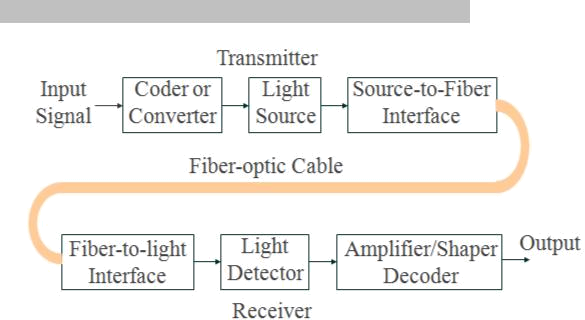 Transmitter
Input
Signal
Coder or
Converter
Light
Source
Source-to-Fiber
Interface
Fiber-optic Cable
Fiber-to-light
Interface
Light
Detector
Amplifier/Shaper
Decoder
Output
Receiver